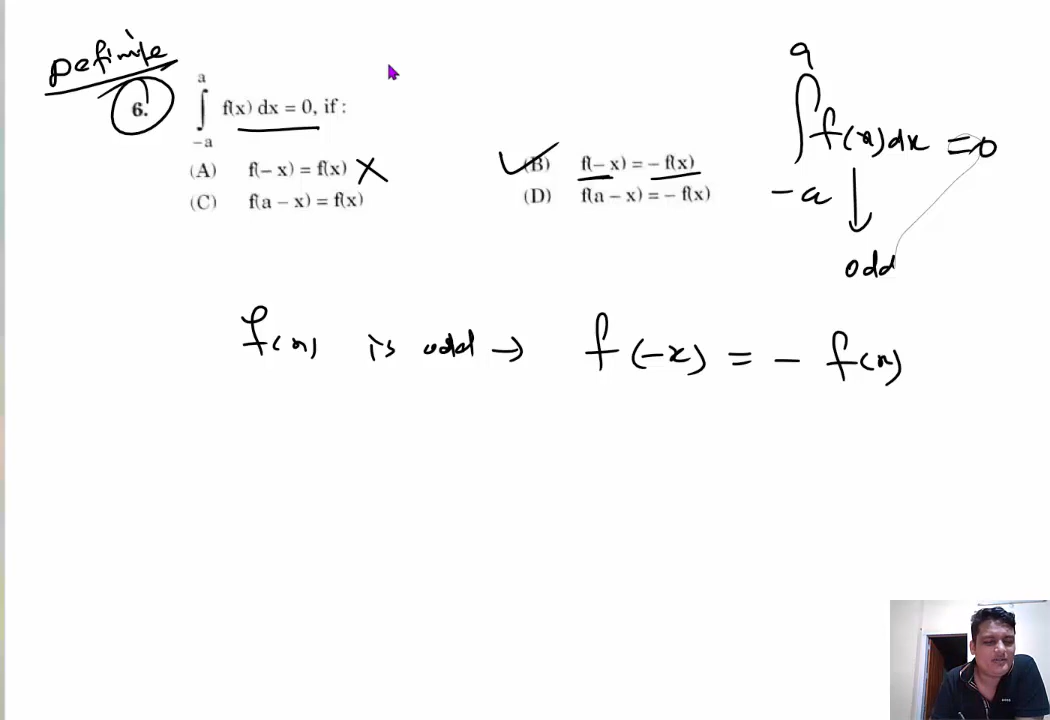 Definite
6. ∫_{-a}^{a} f(x) dx = 0, if :
(A) f(– x) = f(x) X
(B) f(– x) = – f(x)
(C) f(a – x) = f(x)
(D) f(a – x) = – f(x)
∫_{-a}^{a} f(x)dx = 0
odd
f(x) is odd → f(-x) = - f(x)